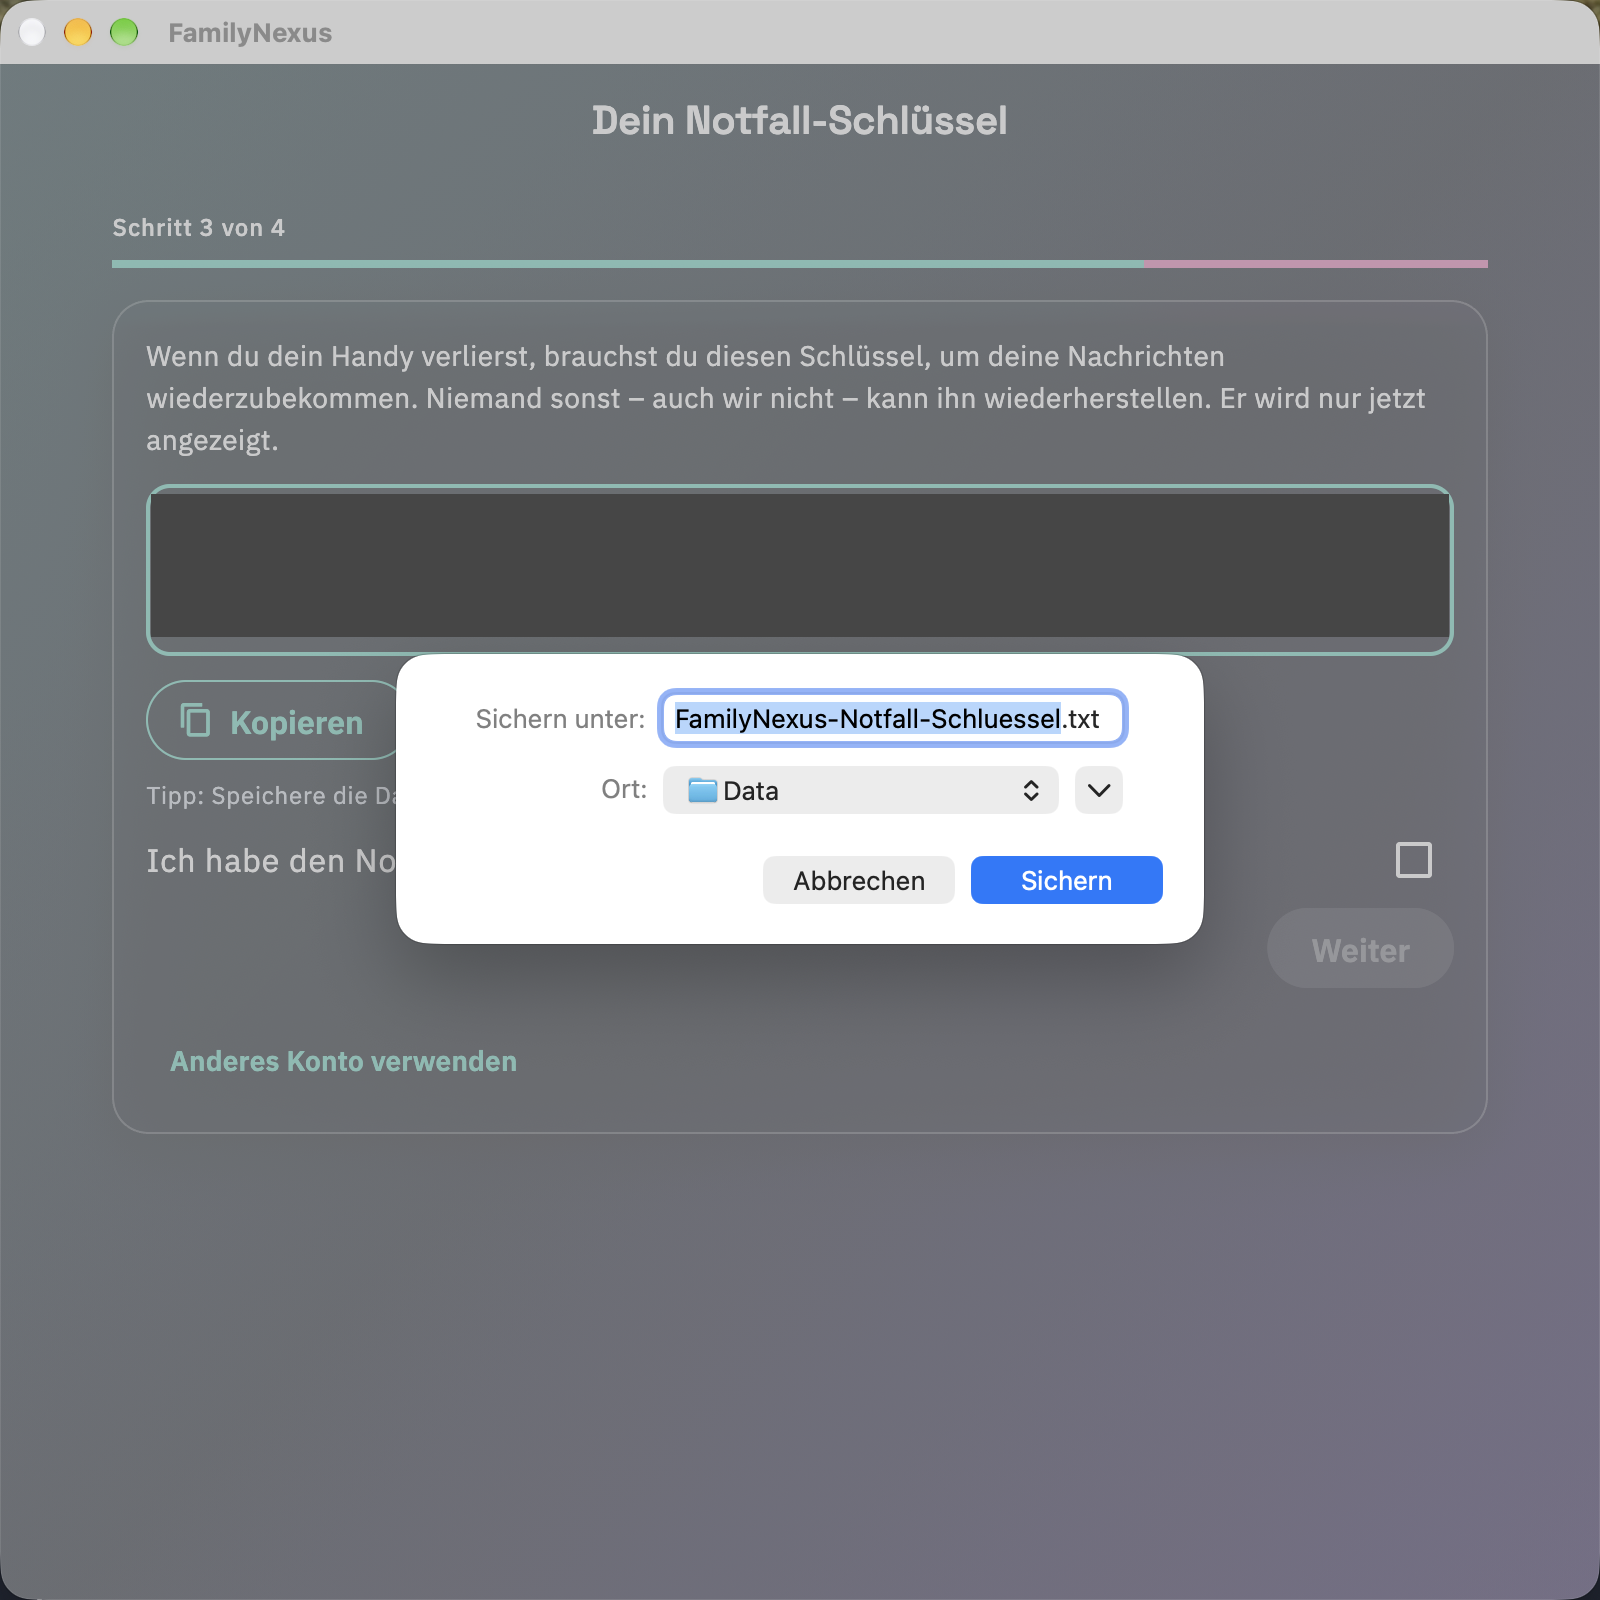 FamilyNexus
Dein Notfall-Schlüssel
Schritt 3 von 4
Wenn du dein Handy verlierst, brauchst du diesen Schlüssel, um deine Nachrichten
wiederzubekommen. Niemand sonst – auch wir nicht – kann ihn wiederherstellen. Er wird nur jetzt
angezeigt.
Kopieren
Tipp: Speichere die
Ich habe den
Sichern unter: FamilyNexus-Notfall-Schluessel.txt
Ort: Data
Abbrechen Sichern
Weiter
Anderes Konto verwenden